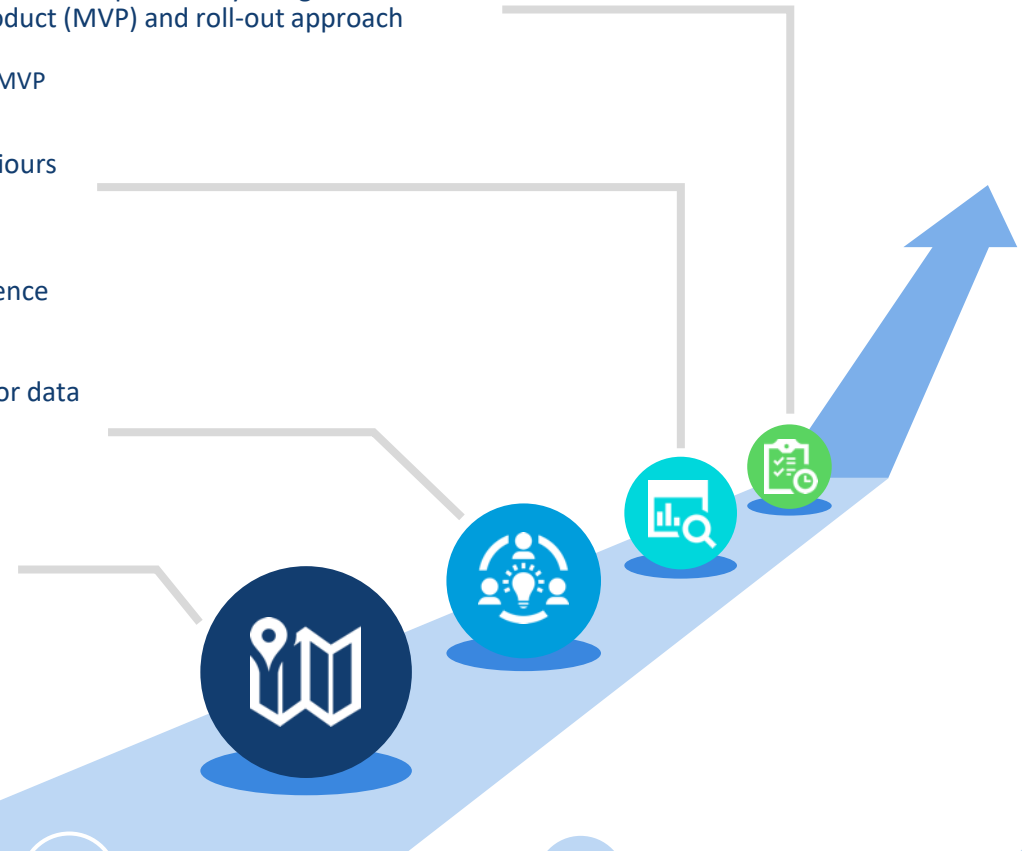 oduct (MVP) and roll-out approach
MVP
iours
ence
or data